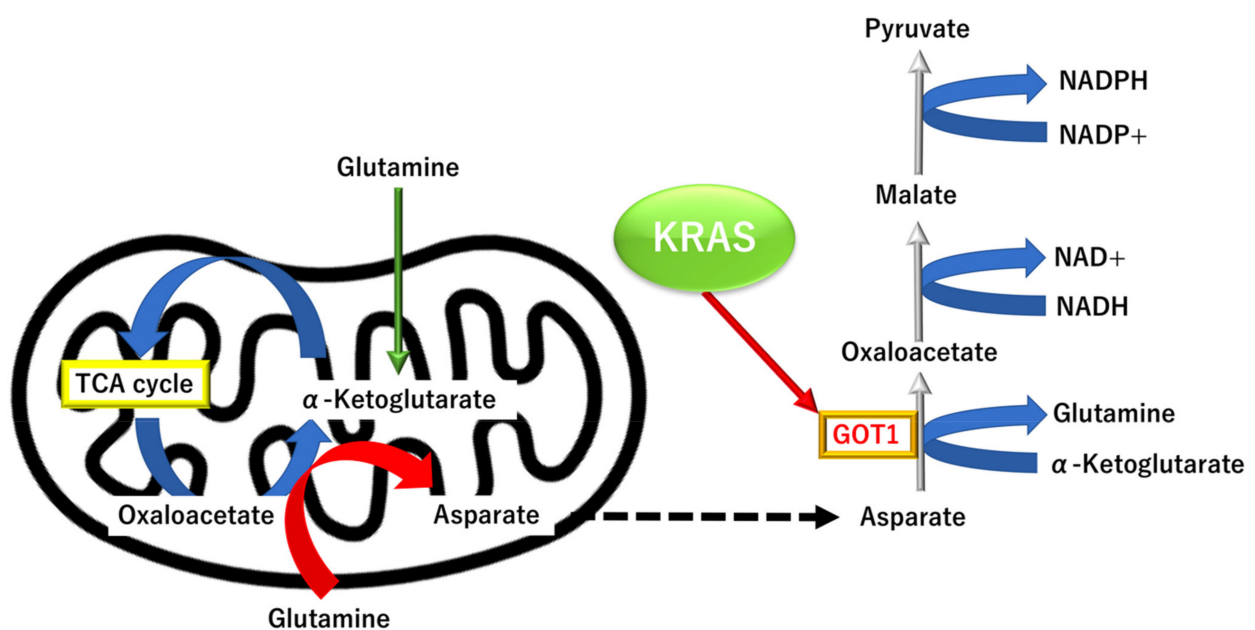 Glutamine
TCA cycle
α-Ketoglutarate
Oxaloacetate
Asparate
Glutamine
KRAS
Pyruvate
NADPH
NADP+
Malate
NAD+
NADH
Oxaloacetate
GOT1
Glutamine
α-Ketoglutarate
Asparate